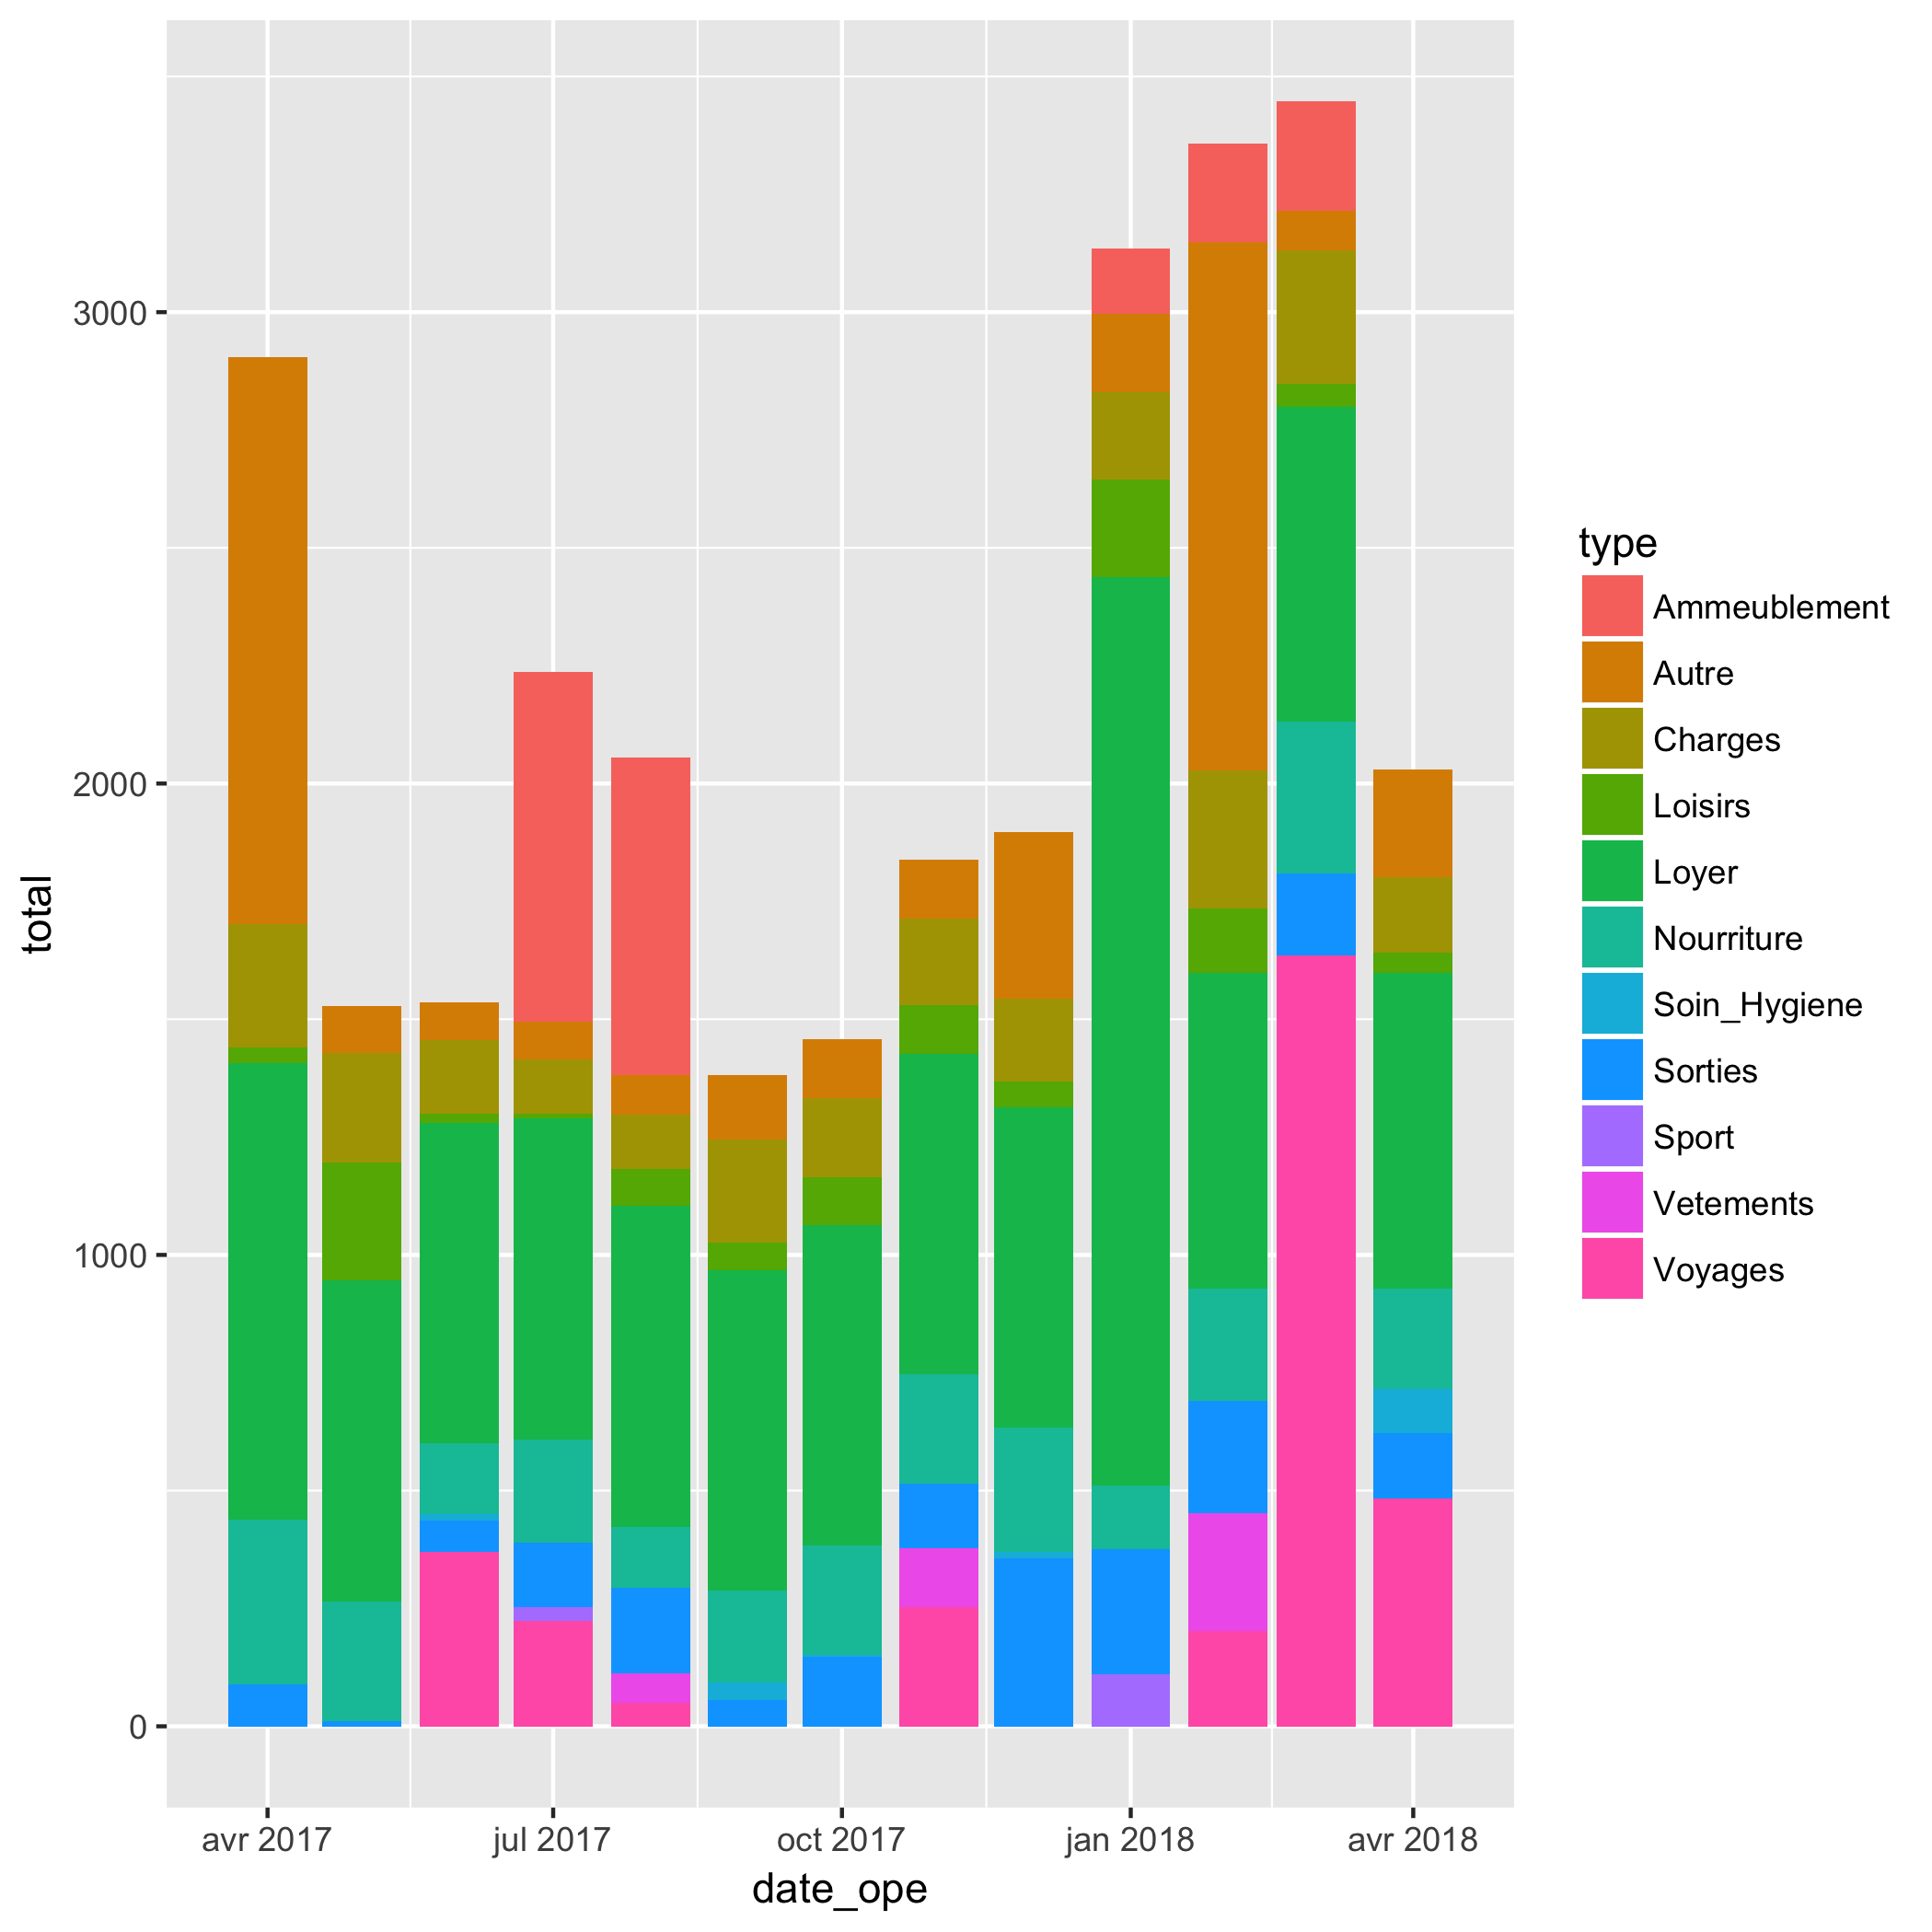 3000
2000
1000
0
total
avr 2017
jul 2017
oct 2017
jan 2018
avr 2018
date_ope
type
Ammeublement
Autre
Charges
Loisirs
Loyer
Nourriture
Soin_Hygiene
Sorties
Sport
Vetements
Voyages